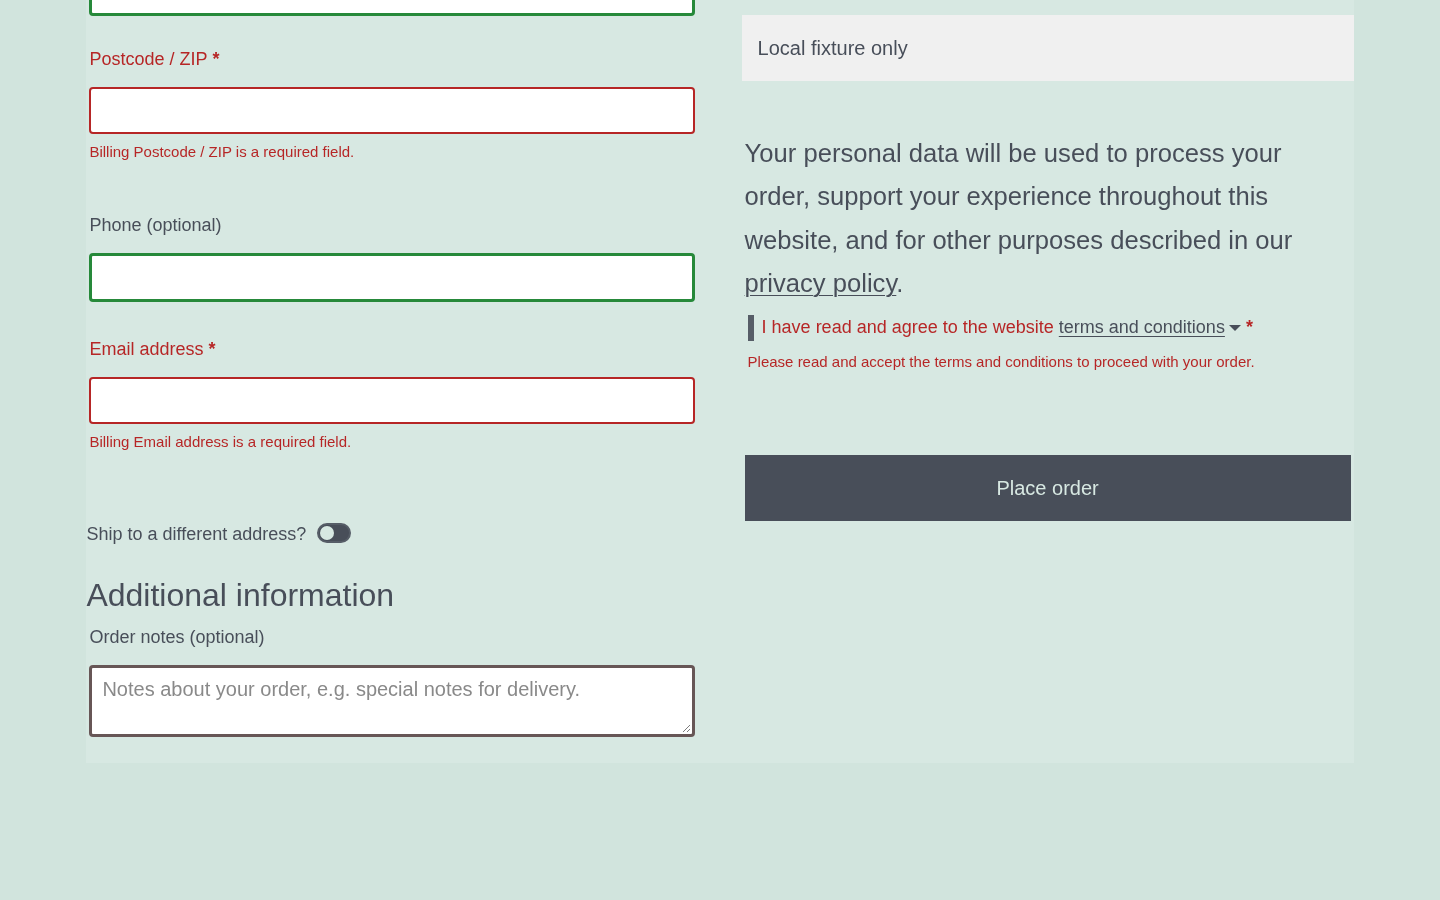 Postcode / ZIP *
Billing Postcode / ZIP is a required field.
Phone (optional)
Email address *
Billing Email address is a required field.
Ship to a different address?
Additional information
Order notes (optional)
Notes about your order, e.g. special notes for delivery.
Local fixture only
Your personal data will be used to process your
order, support your experience throughout this
website, and for other purposes described in our
privacy policy.
I have read and agree to the website terms and conditions *
Please read and accept the terms and conditions to proceed with your order.
Place order